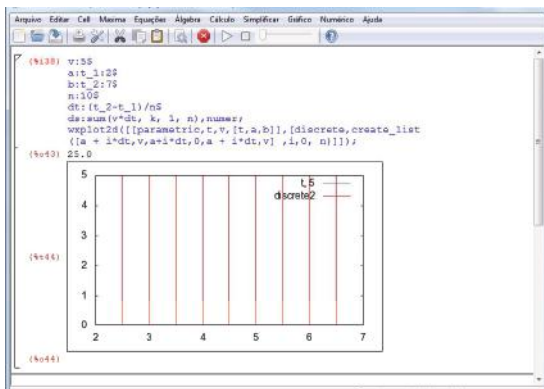 Arquivo Editar Cell Maxima Equações Álgebra Cálculo Simplificar Gráfico Numérico Ajuda
(%i38) v:5$
a:t_1:2$
b:t_2:7$
n:10$
dt:(t_2-t_1)/n$
ds:sum(v*dt, k, 1, n),numer;
wxplot2d([[parametric,t,v,[t,a,b]],[discrete,create_list
([a + i*dt,v,a+i*dt,0,a + i*dt,v] ,i,0, n)]]);
(%o43) 25.0
5
t, 5
discrete2
4
3
(%t44)
2
1
0
2 3 4 5 6 7
(%o44)